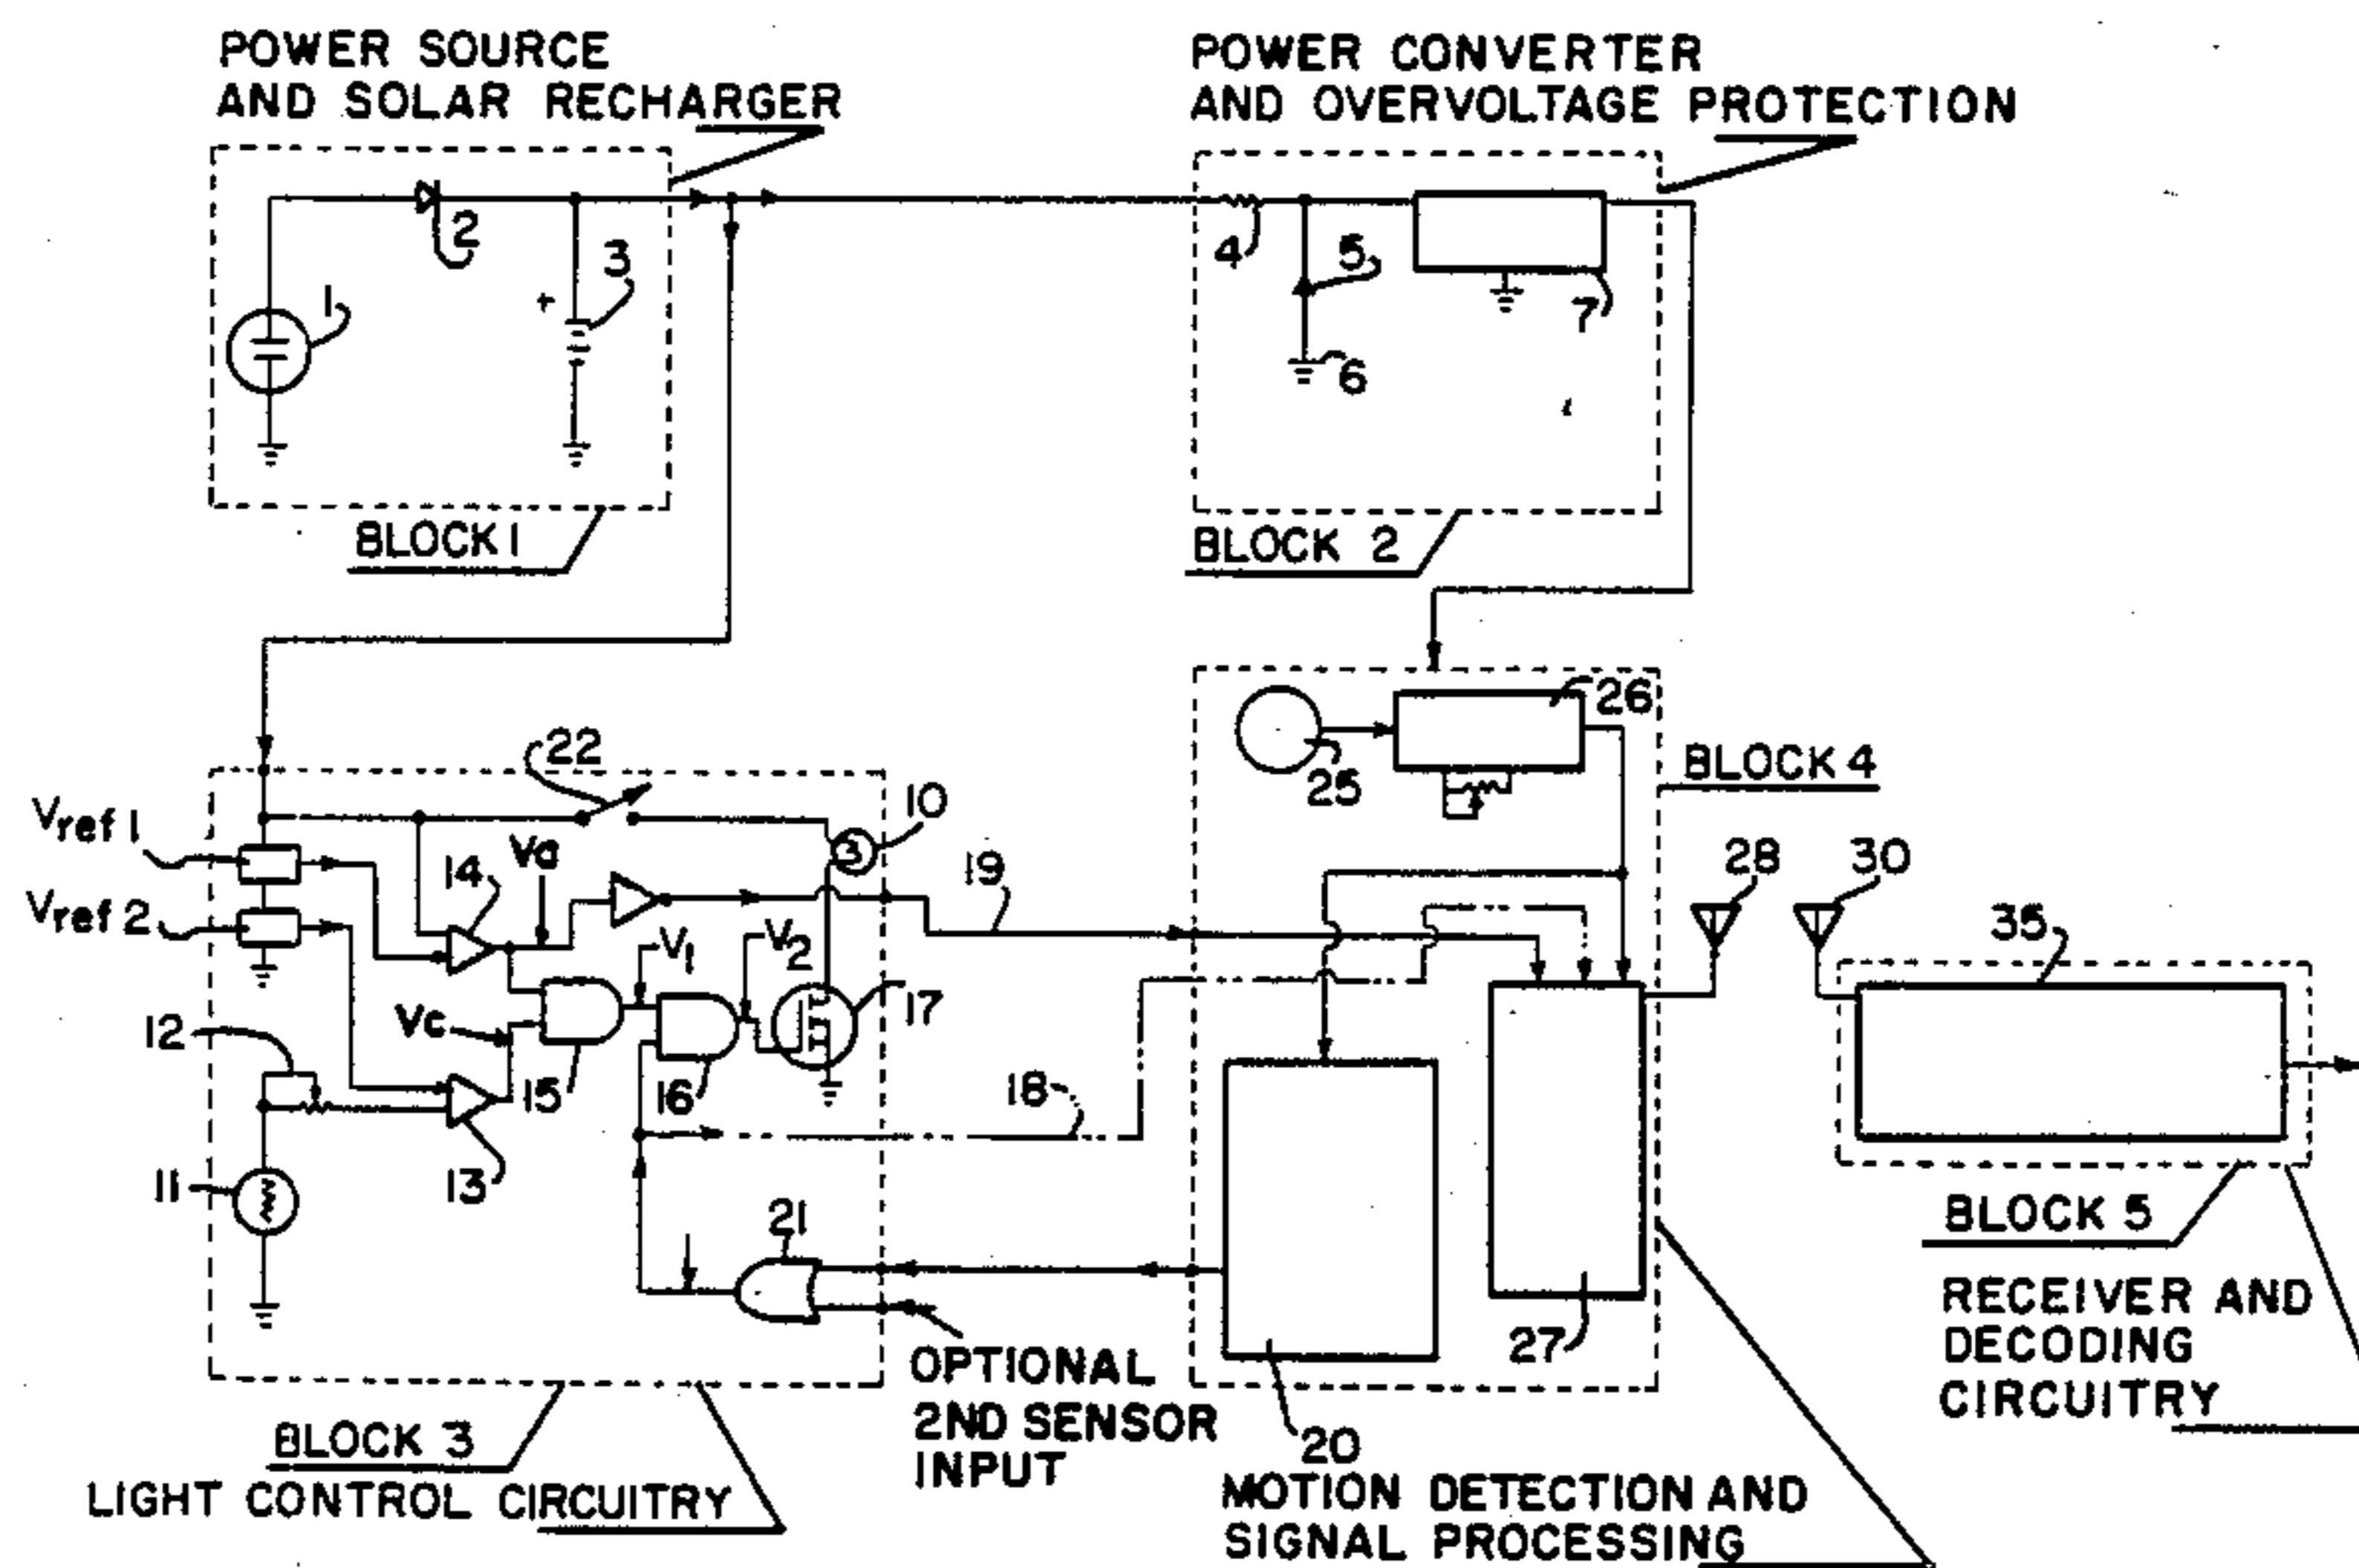 POWER SOURCE
AND SOLAR RECHARGER
POWER CONVERTER
AND OVERVOLTAGE PROTECTION
1
2
3
+
4
5
6
7
BLOCK 1
BLOCK 2
22
10
3
Vref 1
Vref 2
14
Va
19
V1
V2
Vc
12
15
16
17
18
13
11
21
OPTIONAL
2ND SENSOR
INPUT
BLOCK 3
LIGHT CONTROL CIRCUITRY
25
26
BLOCK 4
28
30
35
20
27
MOTION DETECTION AND
SIGNAL PROCESSING
BLOCK 5
RECEIVER AND
DECODING
CIRCUITRY